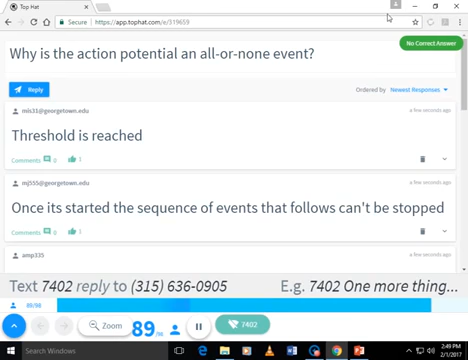 Top Hat
Secure
https://app.tophat.com/e/319659
No Correct Answer
Why is the action potential an all-or-none event?
Reply
Ordered by Newest Responses
mis31@georgetown.edu
a few seconds ago
Threshold is reached
Comments 0 1
mj555@georgetown.edu
a few seconds ago
Once its started the sequence of events that follows can't be stopped
Comments 0 1
amp335
a few seconds ago
Text 7402 reply to (315) 636-0905
E.g. 7402 One more thing...
89/98
Zoom
89/98
7402
Search Windows
2:49 PM
2/1/2017